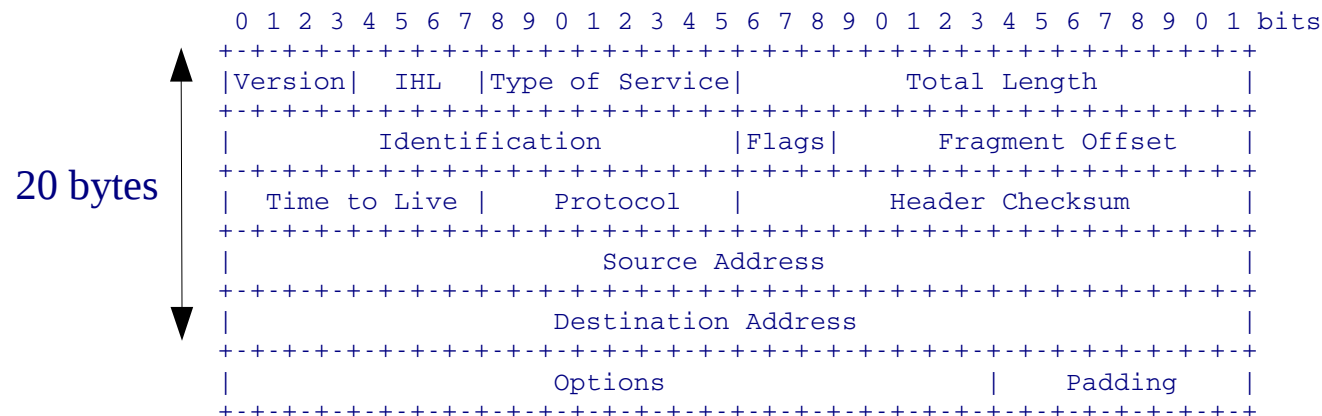 0 1 2 3 4 5 6 7 8 9 0 1 2 3 4 5 6 7 8 9 0 1 2 3 4 5 6 7 8 9 0 1 bits
+-+-+-+-+-+-+-+-+-+-+-+-+-+-+-+-+-+-+-+-+-+-+-+-+-+-+-+-+-+-+-+-+
|Version|  IHL  |Type of Service|          Total Length         |
+-+-+-+-+-+-+-+-+-+-+-+-+-+-+-+-+-+-+-+-+-+-+-+-+-+-+-+-+-+-+-+-+
|         Identification        |Flags|      Fragment Offset    |
+-+-+-+-+-+-+-+-+-+-+-+-+-+-+-+-+-+-+-+-+-+-+-+-+-+-+-+-+-+-+-+-+
20 bytes
|  Time to Live |    Protocol   |         Header Checksum       |
+-+-+-+-+-+-+-+-+-+-+-+-+-+-+-+-+-+-+-+-+-+-+-+-+-+-+-+-+-+-+-+-+
|                       Source Address                          |
+-+-+-+-+-+-+-+-+-+-+-+-+-+-+-+-+-+-+-+-+-+-+-+-+-+-+-+-+-+-+-+-+
|                    Destination Address                        |
+-+-+-+-+-+-+-+-+-+-+-+-+-+-+-+-+-+-+-+-+-+-+-+-+-+-+-+-+-+-+-+-+
|                    Options                    |    Padding    |
+-+-+-+-+-+-+-+-+-+-+-+-+-+-+-+-+-+-+-+-+-+-+-+-+-+-+-+-+-+-+-+-+